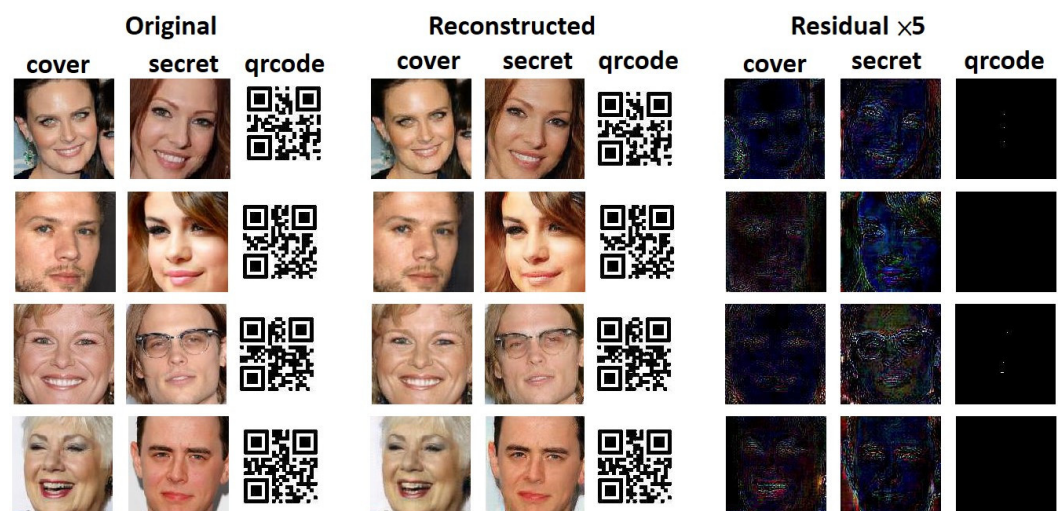 Original Reconstructed Residual ×5
cover secret qrcode cover secret qrcode cover secret qrcode